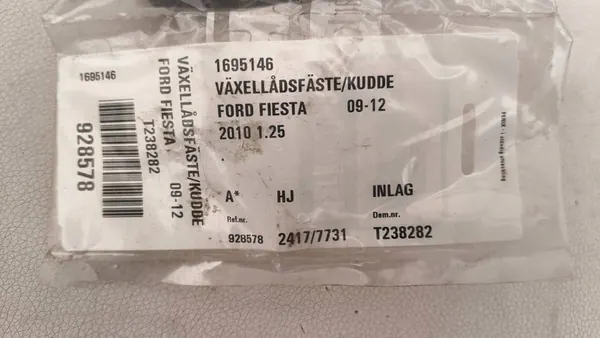 1695146
928578
VÄXELLÅDSFÄSTE/KUDDE
FORD FIESTA 09-12
T238282
1695146
VÄXELLÅDSFÄSTE/KUDDE
FORD FIESTA 09-12
2010 1.25
A* HJ INLAG
Ref.nr. Dem.nr.
928578 2417/7731 T238282